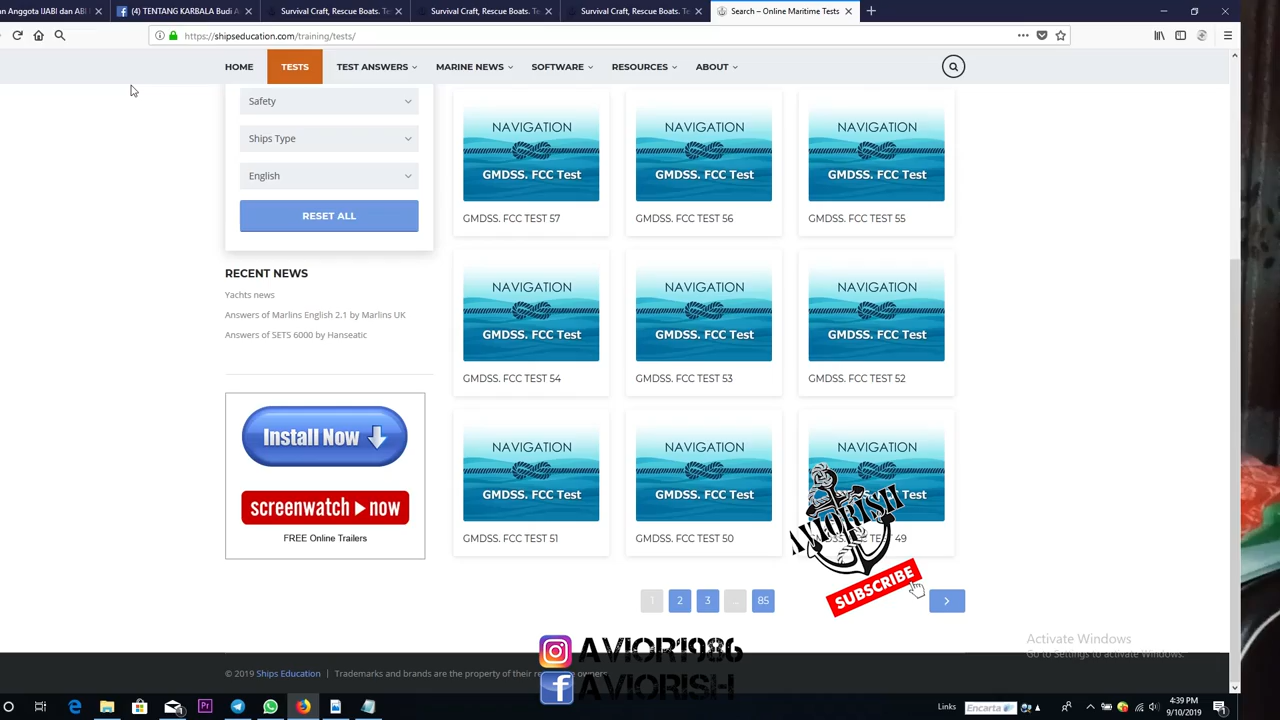 an Anggota IJABI dan ABI I
(4) TENTANG KARBALA Budi A
Survival Craft, Rescue Boats. T
Survival Craft, Rescue Boats. T
Survival Craft, Rescue Boats. T
Search – Online Maritime Tests
https://shipseducation.com/training/tests/
HOME
TESTS
TEST ANSWERS
MARINE NEWS
SOFTWARE
RESOURCES
ABOUT
Safety
Ships Type
English
RESET ALL
RECENT NEWS
Yachts news
Answers of Marlins English 2.1 by Marlins UK
Answers of SETS 6000 by Hanseatic
Install Now
screenwatch now
FREE Online Trailers
NAVIGATION
GMDSS. FCC Test
GMDSS. FCC TEST 57
NAVIGATION
GMDSS. FCC Test
GMDSS. FCC TEST 56
NAVIGATION
GMDSS. FCC Test
GMDSS. FCC TEST 55
NAVIGATION
GMDSS. FCC Test
GMDSS. FCC TEST 54
NAVIGATION
GMDSS. FCC Test
GMDSS. FCC TEST 53
NAVIGATION
GMDSS. FCC Test
GMDSS. FCC TEST 52
NAVIGATION
GMDSS. FCC Test
GMDSS. FCC TEST 51
NAVIGATION
GMDSS. FCC Test
GMDSS. FCC TEST 50
NAVIGATION
Test
49
AVIORISH
SUBSCRIBE
1 2 3 ... 85
Activate Windows
Go to Settings to activate Windows.
AVIOR1986
© 2019 Ships Education | Trademarks and brands are the property of their owners
AVIORISH
Links
Encarta
4:39 PM
9/10/2019